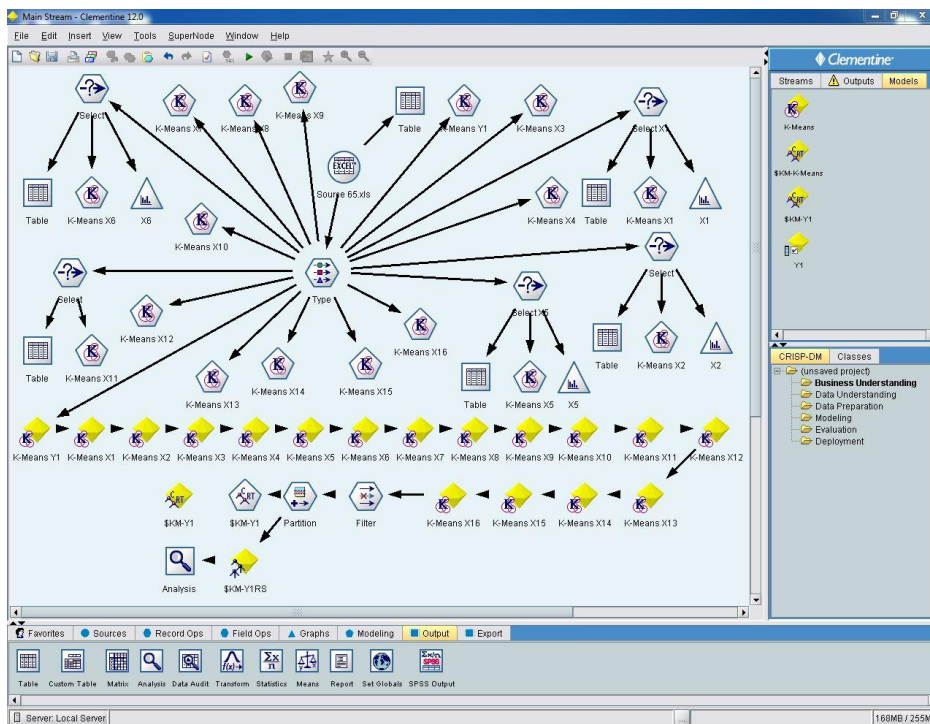 Main Stream - Clementine 12.0
File Edit Insert View Tools SuperNode Window Help
Clementine
Streams Outputs Models
K-Means
$KM-K-Means
$KM-Y1
Y1
Select
K-Means X8
K-Means X9
Table
K-Means Y1
K-Means X3
Select X1
EXCEL
Source 65.xls
Table
K-Means X6
X6
K-Means X10
K-Means X4
Table
K-Means X1
X1
Select
Type
Select X5
Select
K-Means X12
K-Means X16
Table
K-Means X11
K-Means X13
K-Means X14
K-Means X15
Table
K-Means X5
X5
Table
K-Means X2
X2
K-Means Y1 K-Means X1 K-Means X2 K-Means X3 K-Means X4 K-Means X5 K-Means X6 K-Means X7 K-Means X8 K-Means X9 K-Means X10 K-Means X11 K-Means X12
$KM-Y1 $KM-Y1 Partition Filter K-Means X16 K-Means X15 K-Means X14 K-Means X13
Analysis $KM-Y1RS
CRISP-DM Classes
(unsaved project)
Business Understanding
Data Understanding
Data Preparation
Modeling
Evaluation
Deployment
Favorites Sources Record Ops Field Ops Graphs Modeling Output Export
Table Custom Table Matrix Analysis Data Audit Transform Statistics Means Report Set Globals SPSS Output
Server: Local Server
168MB / 255M